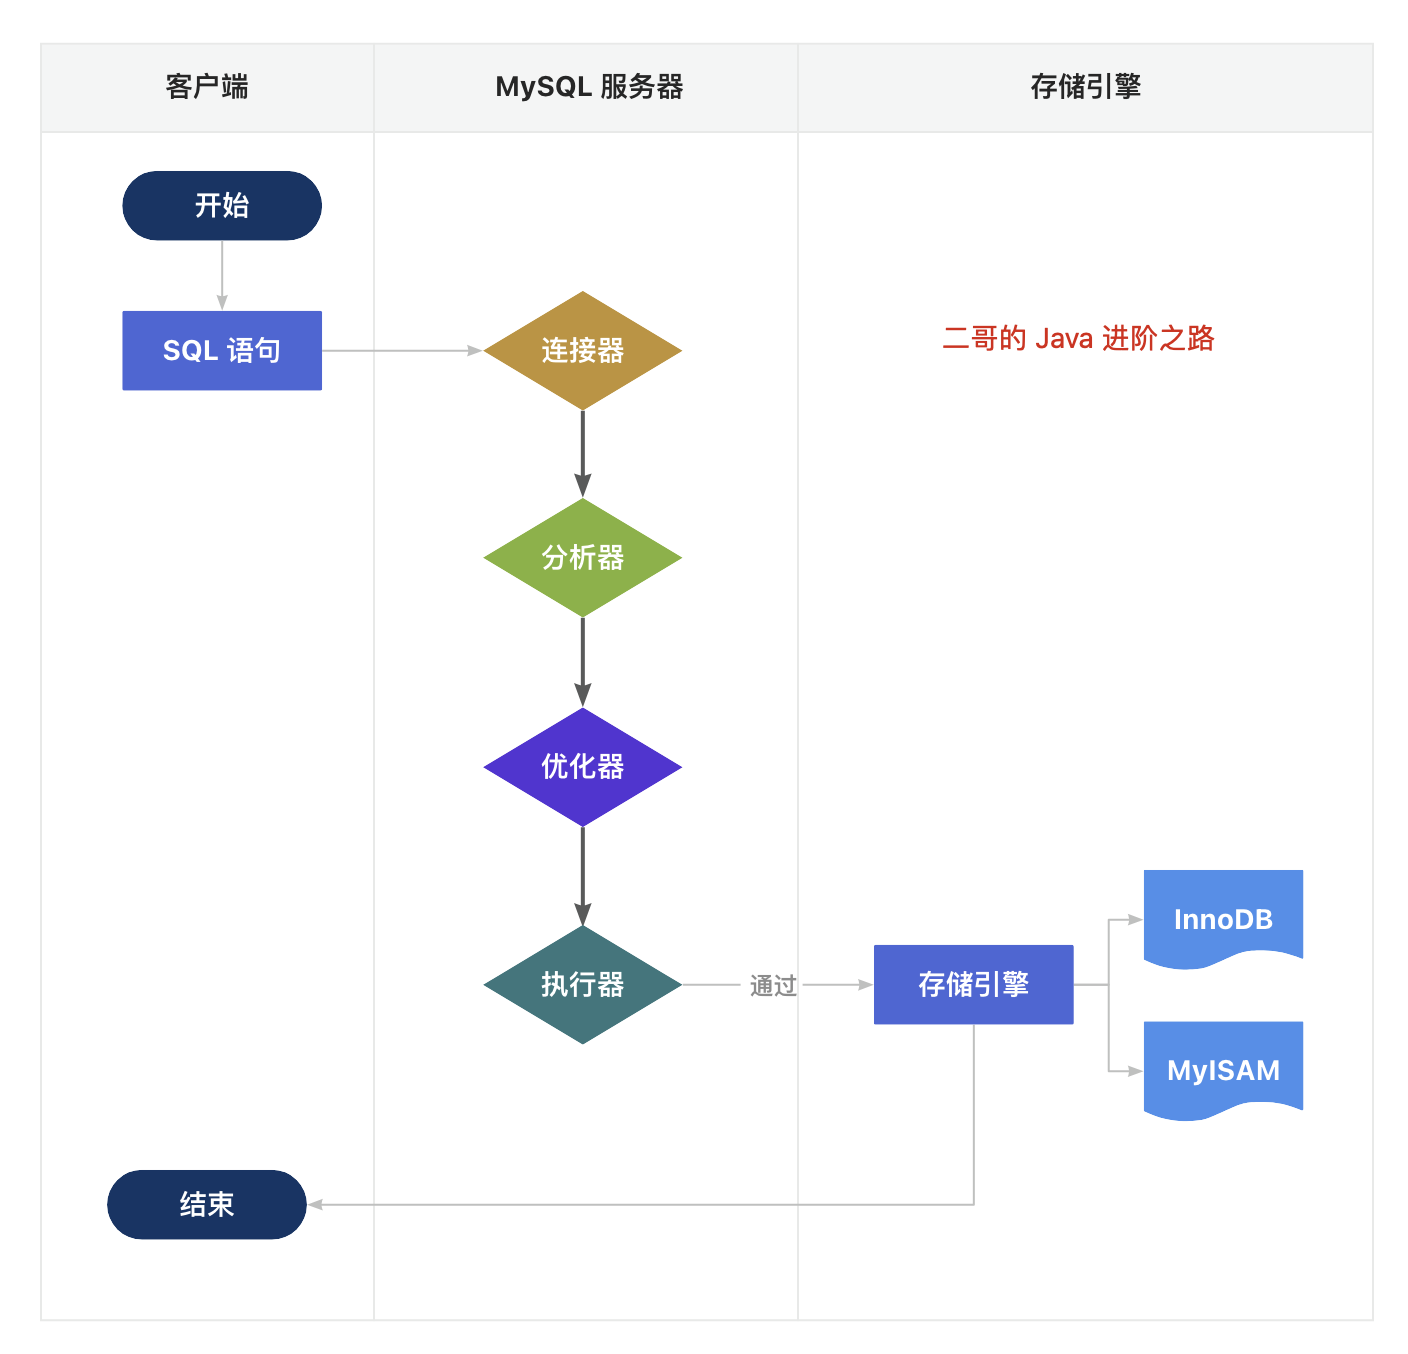 客户端
MySQL 服务器
存储引擎
开始
SQL 语句
连接器
二哥的 Java 进阶之路
分析器
优化器
执行器
通过
存储引擎
InnoDB
MyISAM
结束